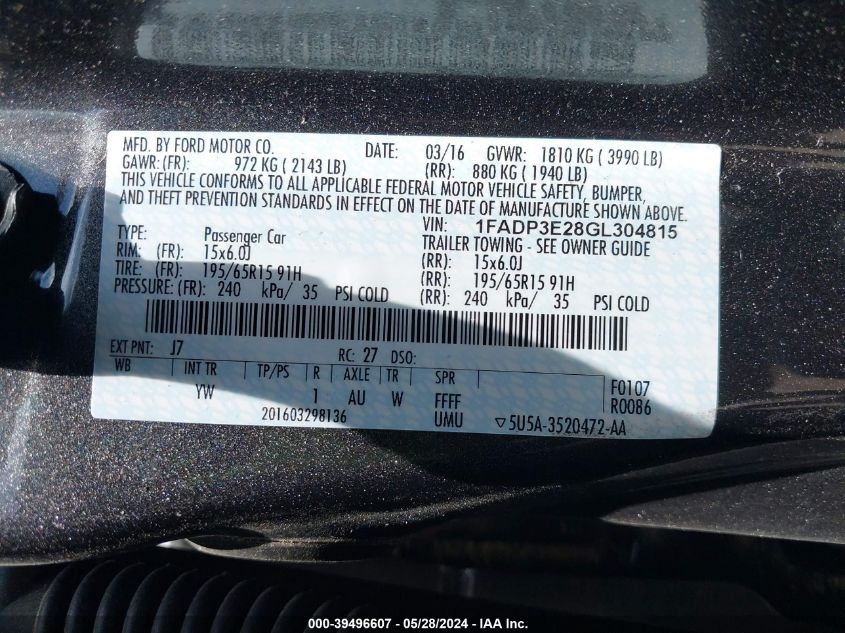 MFD. BY FORD MOTOR CO. DATE: 03/16 GVWR: 1810 KG ( 3990 LB)
GAWR: (FR) 972 KG ( 2143 LB) (RR): 880 KG ( 1940 LB)
THIS VEHICLE CONFORMS TO ALL APPLICABLE FEDERAL MOTOR VEHICLE SAFETY, BUMPER,
AND THEFT PREVENTION STANDARDS IN EFFECT ON THE DATE OF MANUFACTURE SHOWN ABOVE.
VIN: 1FADP3E28GL304815
TYPE: Passenger Car TRAILER TOWING - SEE OWNER GUIDE
RIM: (FR): 15x6.0J (RR): 15x6.0J
TIRE: (FR): 195/65R15 91H (RR): 195/65R15 91H
PRESSURE: (FR): 240 kPa/ 35 PSI COLD (RR): 240 kPa/ 35 PSI COLD
EXT PNT: J7 RC: 27 DSO:
WB INT TR TP/PS R AXLE TR SPR F0107
YW 1 AU W FFFF R0086
201603298136 UMU ▽5U5A-3520472-AA
000-39496607 - 05/28/2024 - IAA Inc.